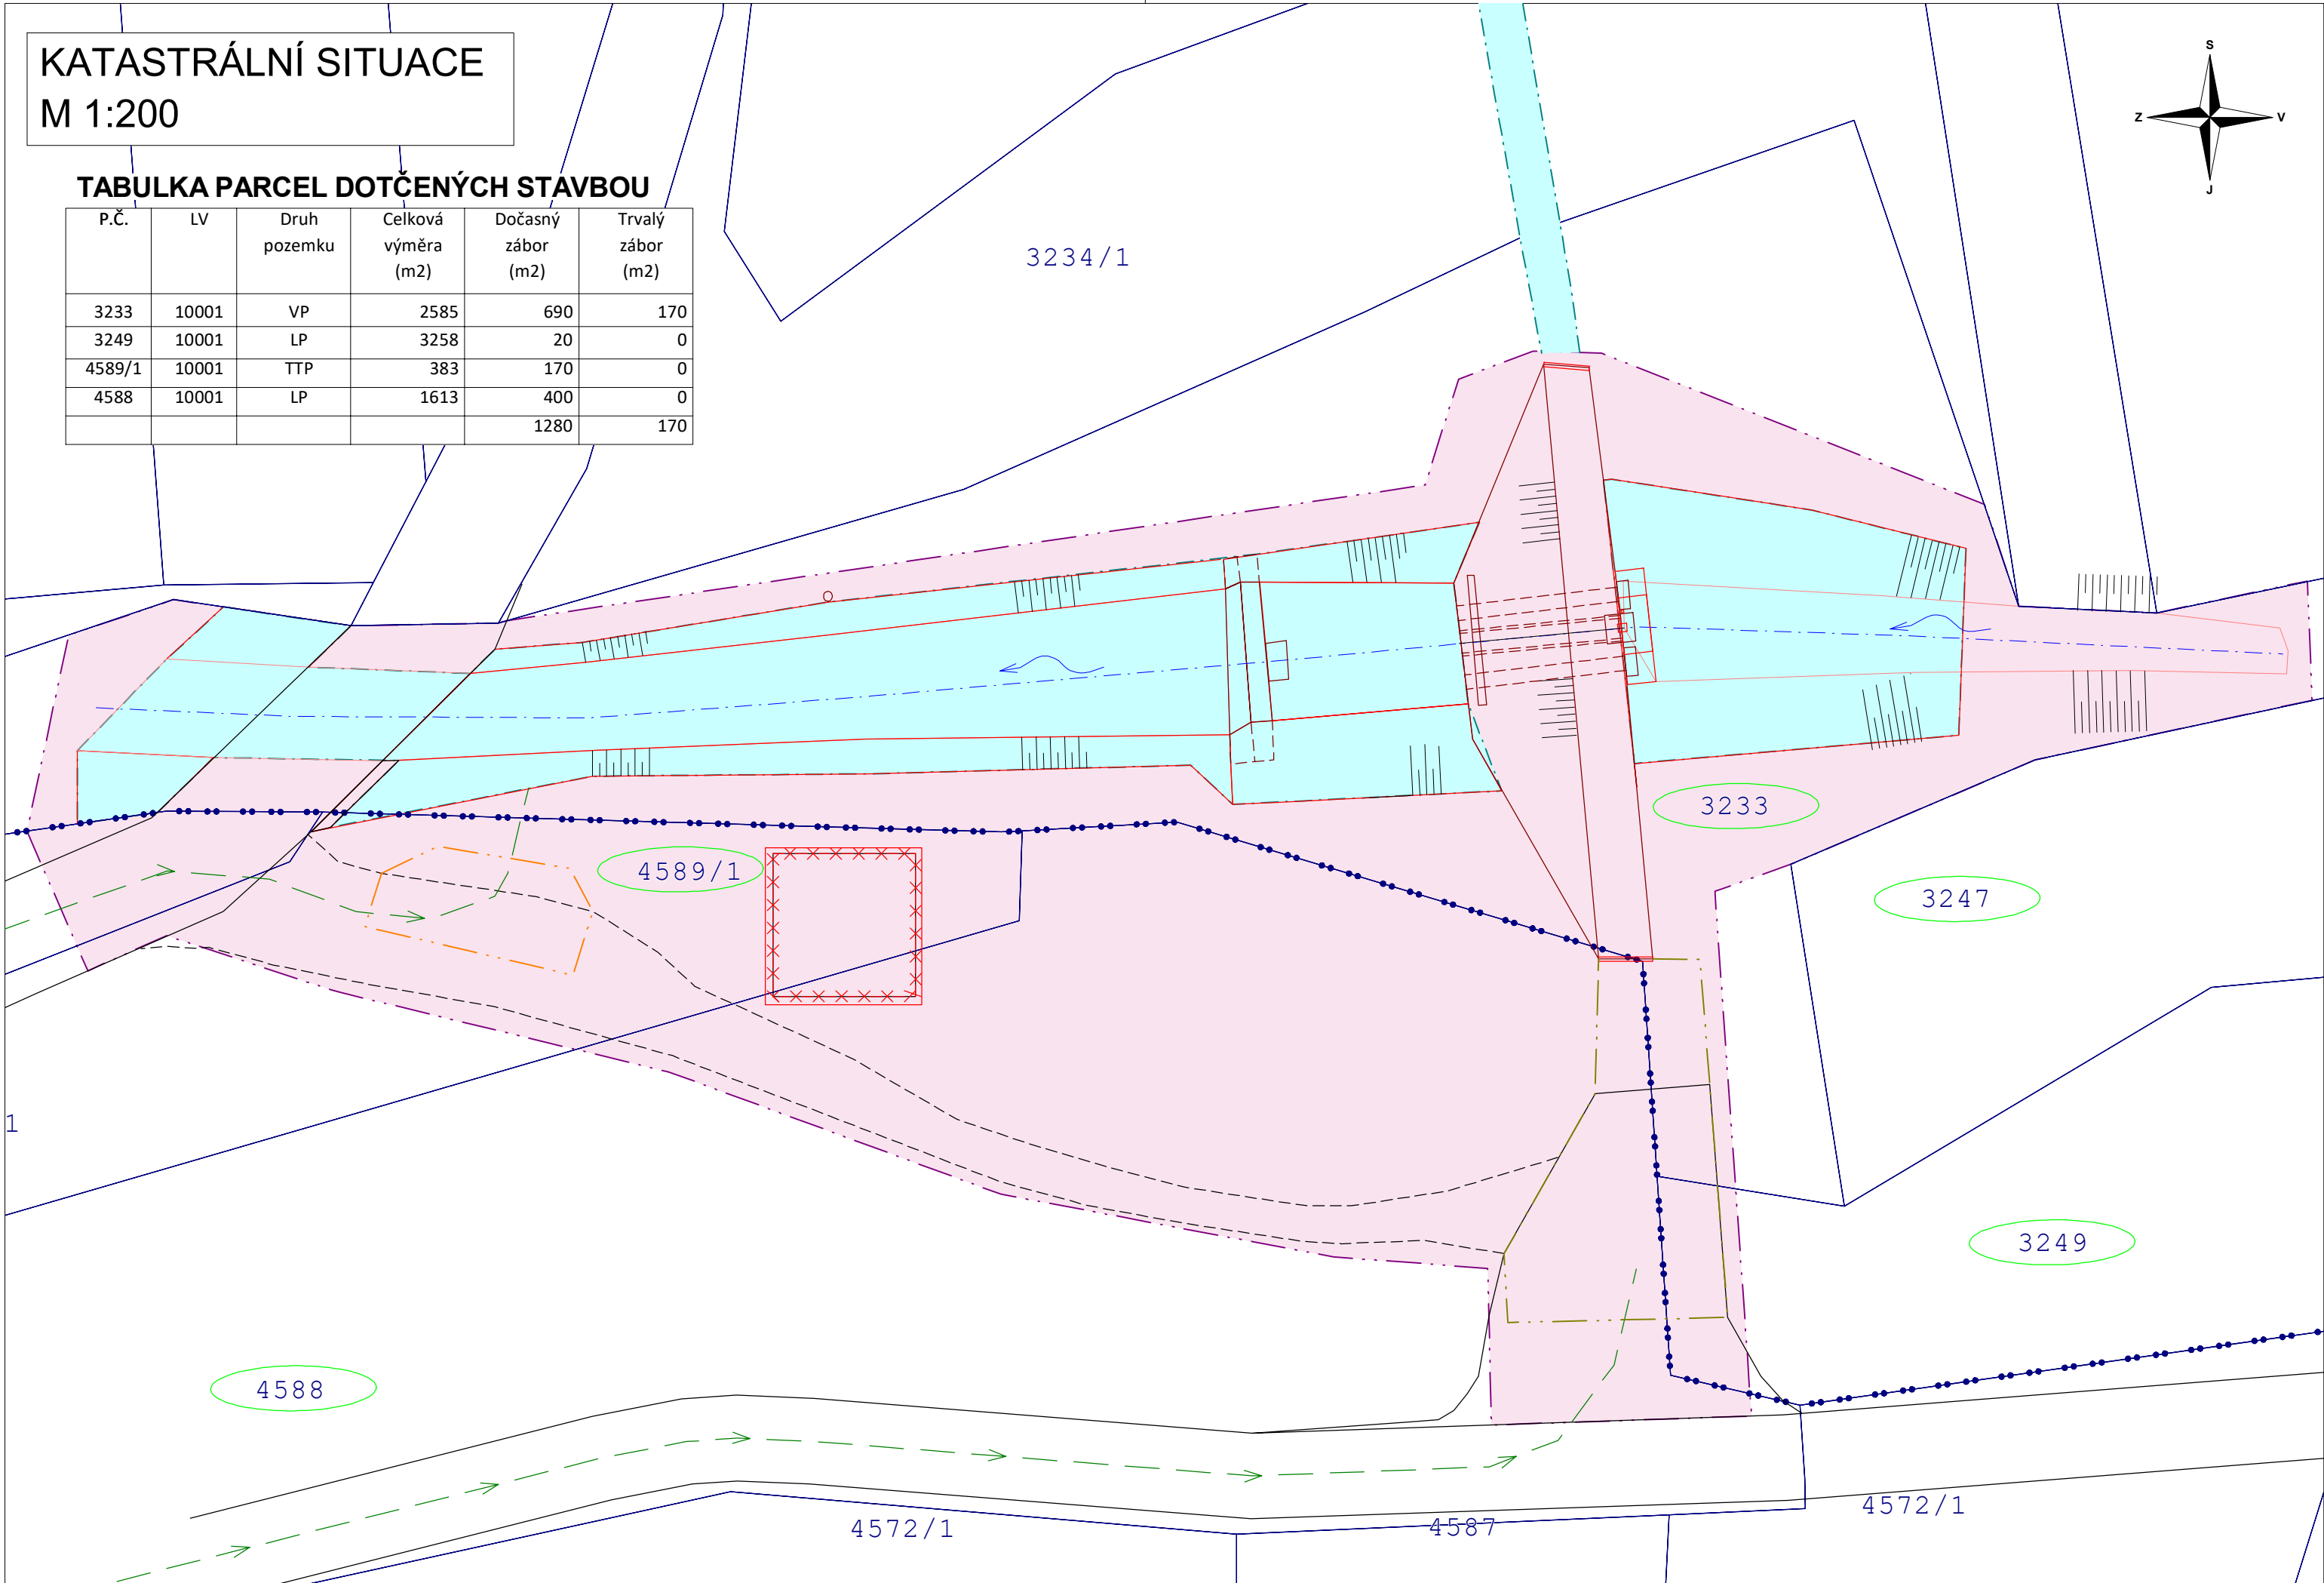 KATASTRÁLNÍ SITUACE
M 1:200
S
Z V
J
TABULKA PARCEL DOTČENÝCH STAVBOU
P.Č. LV Druh pozemku Celková výměra (m2) Dočasný zábor (m2) Trvalý zábor (m2)
3233 10001 VP 2585 690 170
3249 10001 LP 3258 20 0
4589/1 10001 TTP 383 170 0
4588 10001 LP 1613 400 0
1280 170
3234/1
3233
4589/1
3247
1
3249
4588
4572/1
4587
4572/1